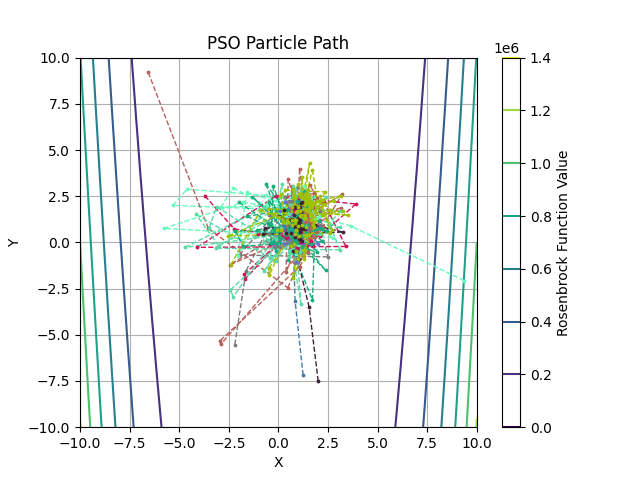 PSO Particle Path
1e6
10.0
7.5
5.0
2.5
0.0
−2.5
−5.0
−7.5
−10.0
Y
−10.0 −7.5 −5.0 −2.5 0.0 2.5 5.0 7.5 10.0
X
1.4
1.2
1.0
0.8
0.6
0.4
0.2
0.0
Rosenbrock Function Value